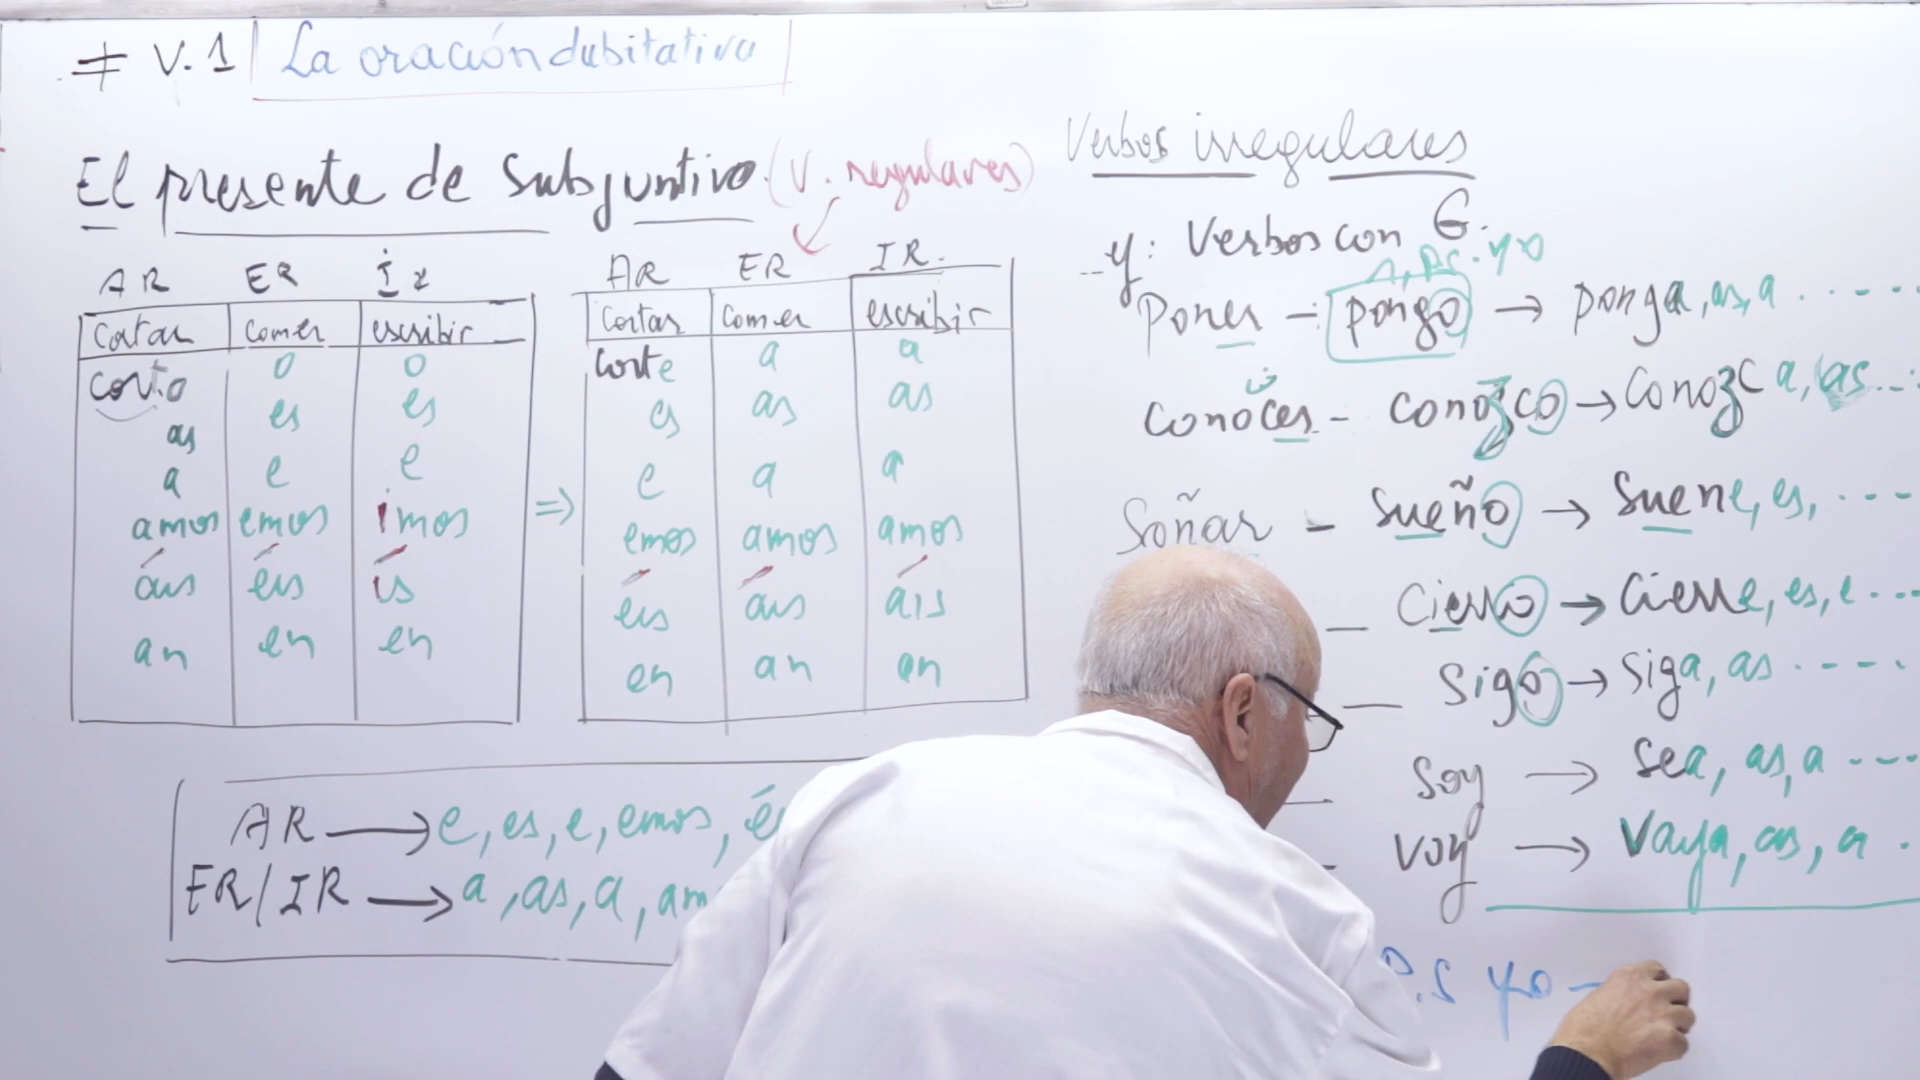 ≠ V.1 La oración dubitativa
El presente de Subjuntivo (V. regulares)
AR ER Ir
Cortar Comer escribir
corto o o
as es es
a e e
amos emos imos
áis éis ís
an en en
⇒
AR ER IR.
Cortar Comer escribir
Corte a a
es as as
e a a
emos amos amos
éis áis áis
en an an
AR → e, es, e, emos, é
ER/IR → a, as, a, am
Verbos irregulares
Verbos con G.
yo
Poner - pongo → ponga, as, a .....
Conocer - conozco → Conozca, as...
Soñar - sueño → Suene, es, ....
- Cierro → Cierre, es, e ...
- Sigo → siga, as ....
- Soy → sea, as, a ...
- Voy → Vaya, as, a .
P.S yo -